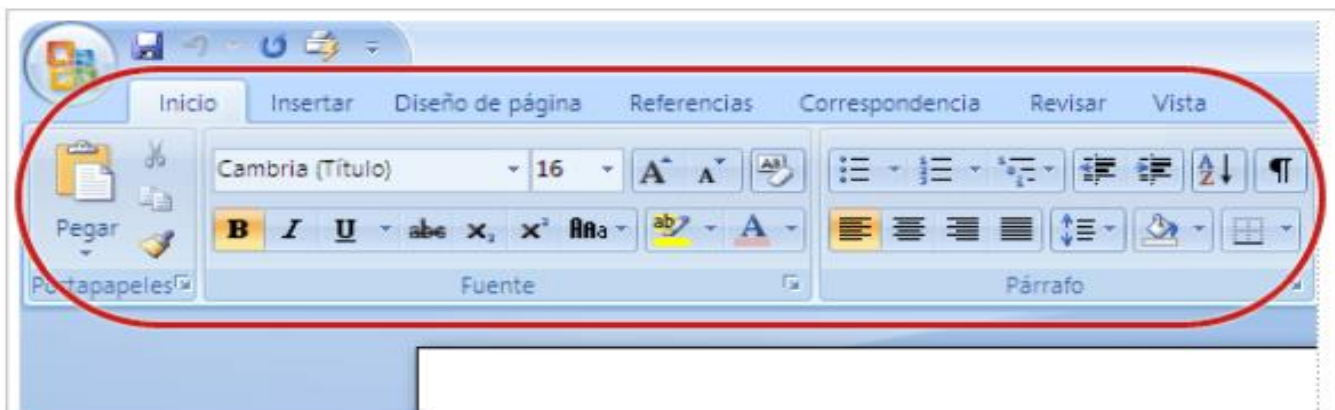 Inicio Insertar Diseño de página Referencias Correspondencia Revisar Vista
Cambria (Título) 16
Pegar
Portapapeles Fuente Párrafo